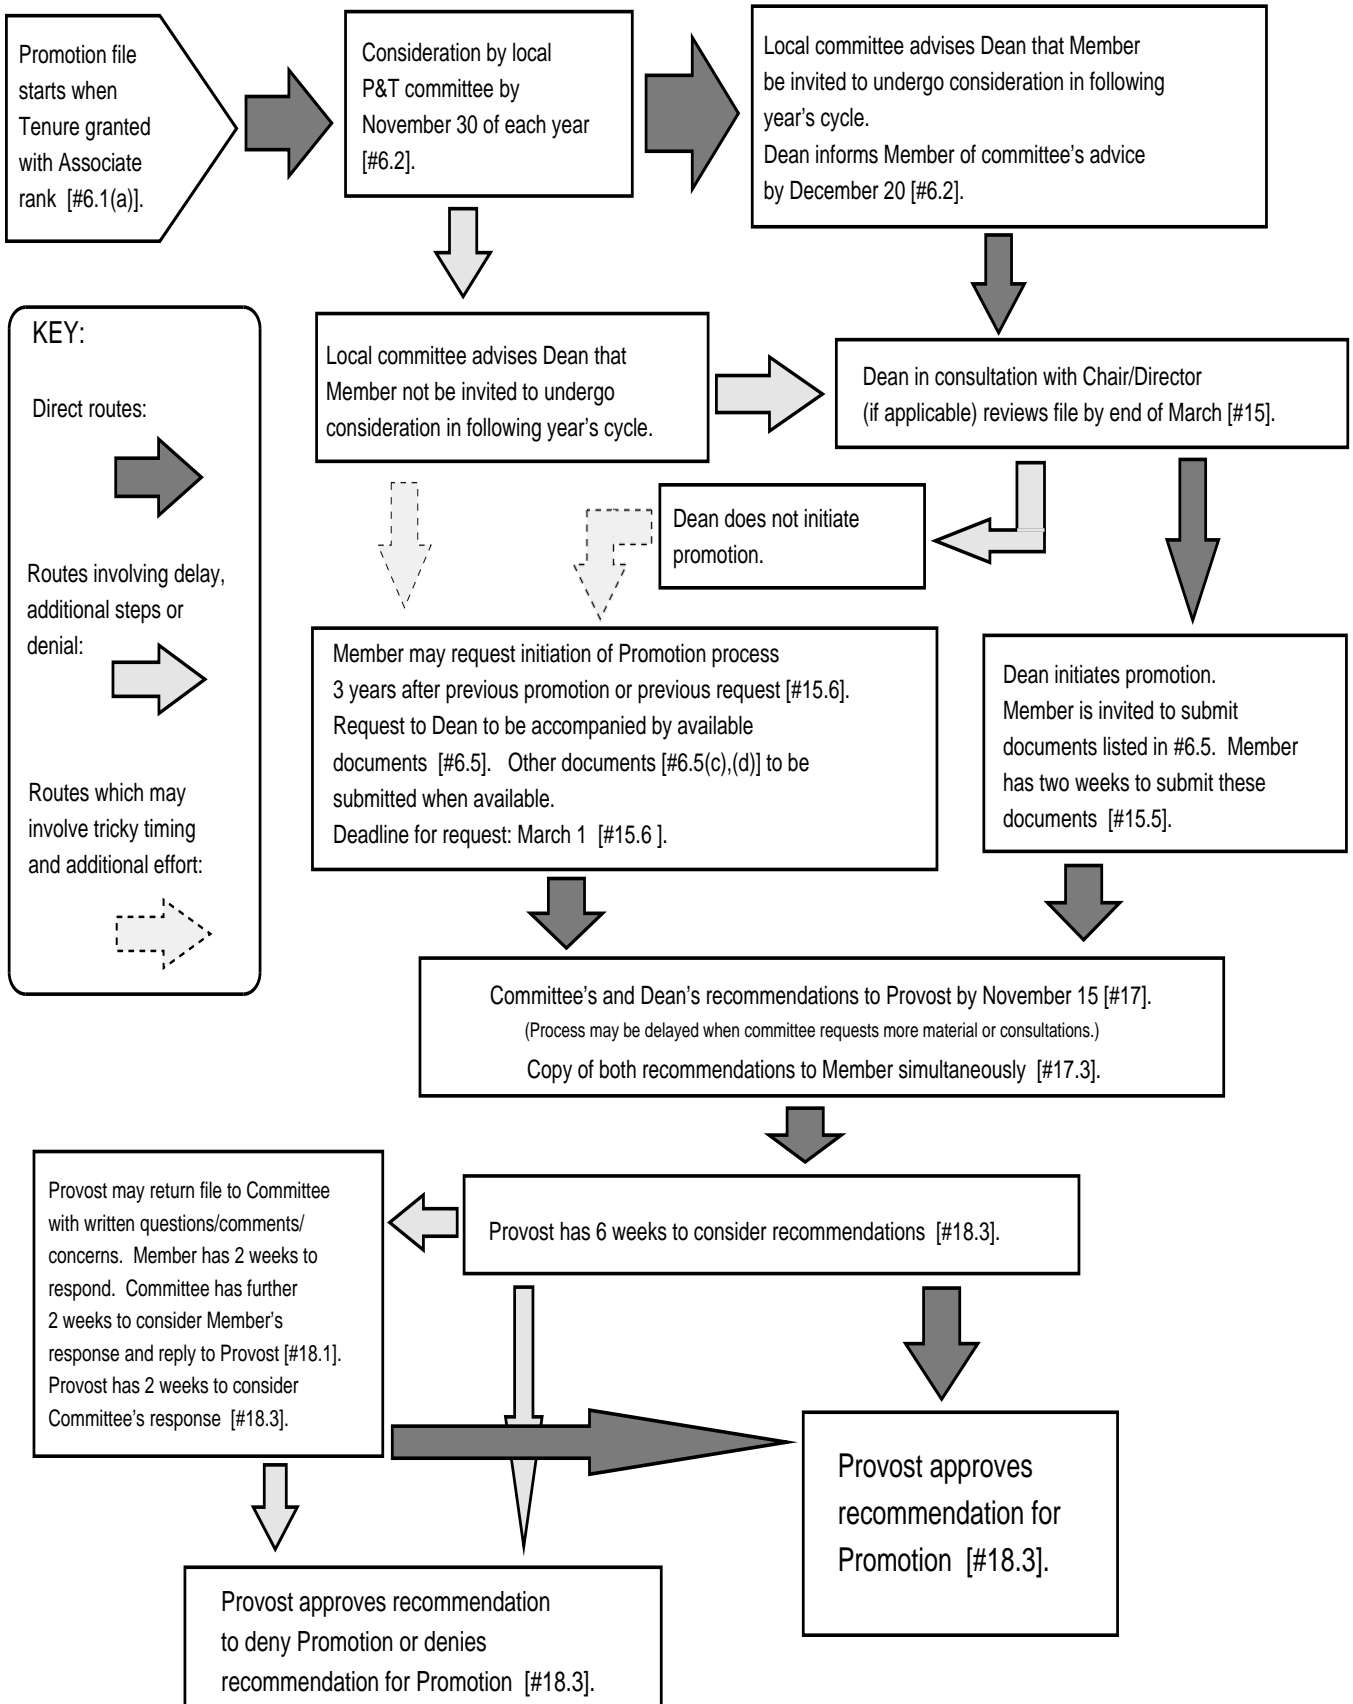 Promotion file
starts when
Tenure granted
with Associate
rank [#6.1(a)].
Consideration by local
P&T committee by
November 30 of each year
[#6.2].
Local committee advises Dean that Member
be invited to undergo consideration in following
year's cycle.
Dean informs Member of committee's advice
by December 20 [#6.2].
KEY:
Direct routes:
Routes involving delay,
additional steps or
denial:
Routes which may
involve tricky timing
and additional effort:
Local committee advises Dean that
Member not be invited to undergo
consideration in following year's cycle.
Dean in consultation with Chair/Director
(if applicable) reviews file by end of March [#15].
Dean does not initiate
promotion.
Member may request initiation of Promotion process
3 years after previous promotion or previous request [#15.6].
Request to Dean to be accompanied by available
documents [#6.5]. Other documents [#6.5(c),(d)] to be
submitted when available.
Deadline for request: March 1 [#15.6 ].
Dean initiates promotion.
Member is invited to submit
documents listed in #6.5. Member
has two weeks to submit these
documents [#15.5].
Committee's and Dean's recommendations to Provost by November 15 [#17].
(Process may be delayed when committee requests more material or consultations.)
Copy of both recommendations to Member simultaneously [#17.3].
Provost may return file to Committee
with written questions/comments/
concerns. Member has 2 weeks to
respond. Committee has further
2 weeks to consider Member's
response and reply to Provost [#18.1].
Provost has 2 weeks to consider
Committee's response [#18.3].
Provost has 6 weeks to consider recommendations [#18.3].
Provost approves
recommendation for
Promotion [#18.3].
Provost approves recommendation
to deny Promotion or denies
recommendation for Promotion [#18.3].